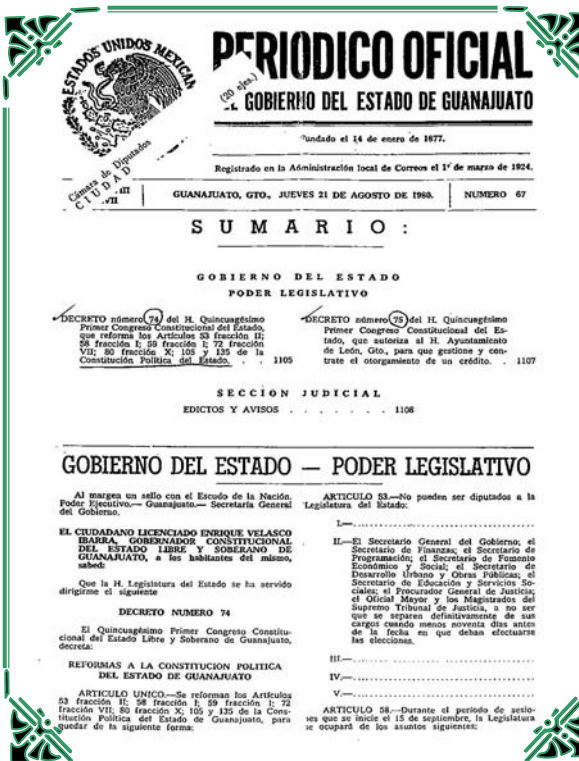 ESTADOS UNIDOS MEXICAN
PERIODICO OFICIAL
(20 ejes.)
GOBIERNO DEL ESTADO DE GUANAJUATO
Fundado el 14 de enero de 1877.
Registrado en la Administración local de Correos el 1º de marzo de 1924.
Cámara de Diputados
CIUDAD
III
VII
GUANAJUATO, GTO., JUEVES 21 DE AGOSTO DE 1980.
NUMERO 67
SUMARIO:
GOBIERNO DEL ESTADO
PODER LEGISLATIVO
DECRETO número 74 del H. Quincuagésimo
Primer Congreso Constitucional del Estado,
que reforma los Artículos 53 fracción II;
58 fracción I; 59 fracción I; 72 fracción
VII; 80 fracción X; 105 y 135 de la
Constitución Política del Estado. . . 1105
DECRETO número 75 del H. Quincuagésimo
Primer Congreso Constitucional del Es-
tado, que autoriza al H. Ayuntamiento
de León, Gto., para que gestione y con-
trate el otorgamiento de un crédito. . 1107
SECCION JUDICIAL
EDICTOS Y AVISOS . . . . . . . 1108
GOBIERNO DEL ESTADO — PODER LEGISLATIVO
Al margen un sello con el Escudo de la Nación.
Poder Ejecutivo.— Guanajuato.— Secretaría General
del Gobierno.
EL CIUDADANO LICENCIADO ENRIQUE VELASCO
IBARRA, GOBERNADOR CONSTITUCIONAL
DEL ESTADO LIBRE Y SOBERANO DE
GUANAJUATO, a los habitantes del mismo,
sabed:
Que la H. Legislatura del Estado se ha servido
dirigirme el siguiente
DECRETO NUMERO 74
El Quincuagésimo Primer Congreso Constitu-
cional del Estado Libre y Soberano de Guanajuato,
decreta:
REFORMAS A LA CONSTITUCION POLITICA
DEL ESTADO DE GUANAJUATO
ARTICULO UNICO.—Se reforman los Artículos
53 fracción II; 58 fracción I; 59 fracción I; 72
fracción VII; 80 fracción X; 105 y 135 de la Cons-
titución Política del Estado de Guanajuato, para
quedar de la siguiente forma:
ARTICULO 53.—No pueden ser diputados a la
Legislatura del Estado:
I.—..............................
II.—El Secretario General del Gobierno; el
Secretario de Finanzas; el Secretario de
Programación; el Secretario de Fomento
Económico y Social; el Secretario de
Desarrollo Urbano y Obras Públicas; el
Secretario de Educación y Servicios So-
ciales; el Procurador General de Justicia;
el Oficial Mayor y los Magistrados del
Supremo Tribunal de Justicia, a no ser
que se separen definitivamente de sus
cargos cuando menos noventa días antes
de la fecha en que deban efectuarse
las elecciones.
III.—..............................
IV.—..............................
V.—..............................
ARTICULO 58.—Durante el período de sesio-
nes que se inicie el 15 de septiembre, la Legislatura
se ocupará de los asuntos siguientes: